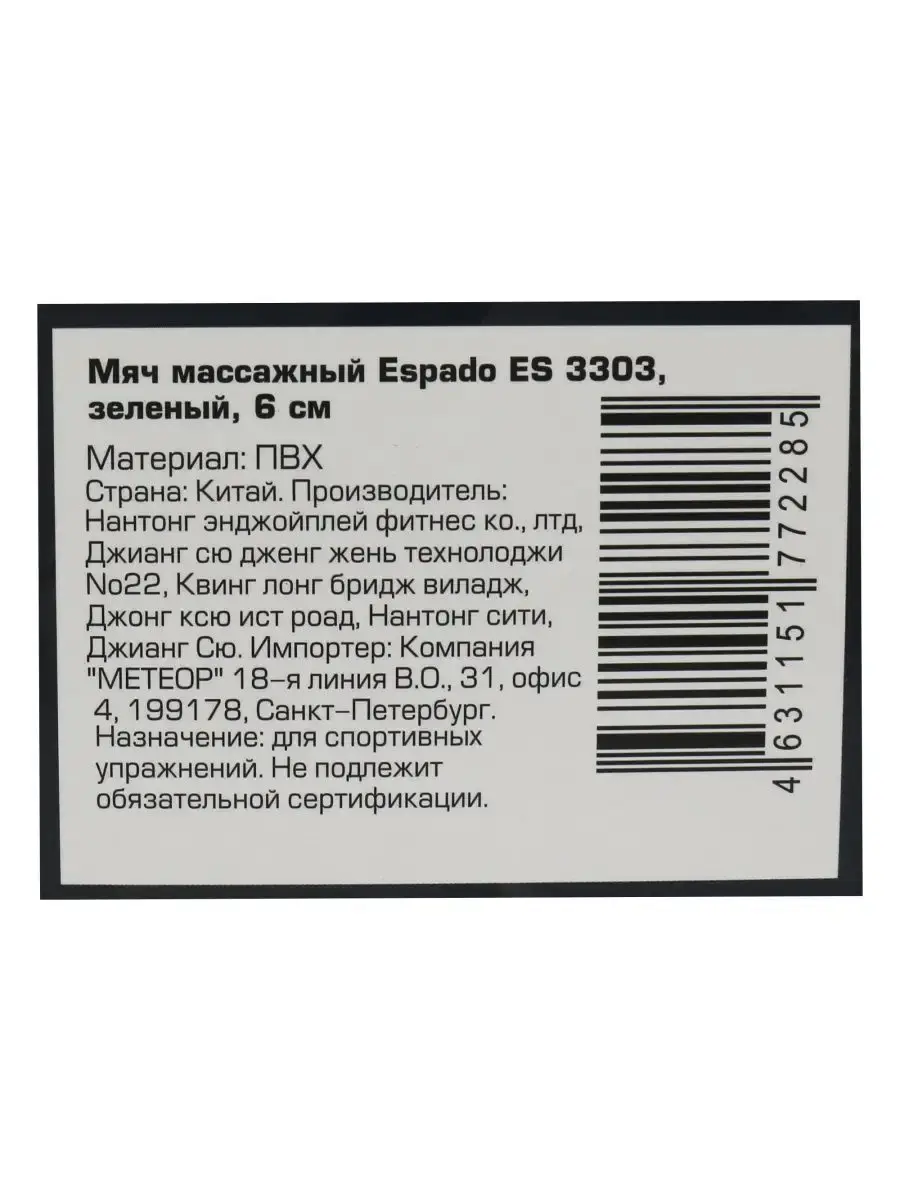 Мяч массажный Espado ES 3303,
зеленый, 6 см
Материал: ПВХ
Страна: Китай. Производитель:
Нантонг энджойплей фитнес ко., лтд,
Джианг сю дженг жень технолоджи
No22, Квинг лонг бридж виладж,
Джонг ксю ист роад, Нантонг сити,
Джианг Сю. Импортер: Компания
"МЕТЕОР" 18-я линия В.О., 31, офис
4, 199178, Санкт-Петербург.
Назначение: для спортивных
упражнений. Не подлежит
обязательной сертификации.
4 631151 772285